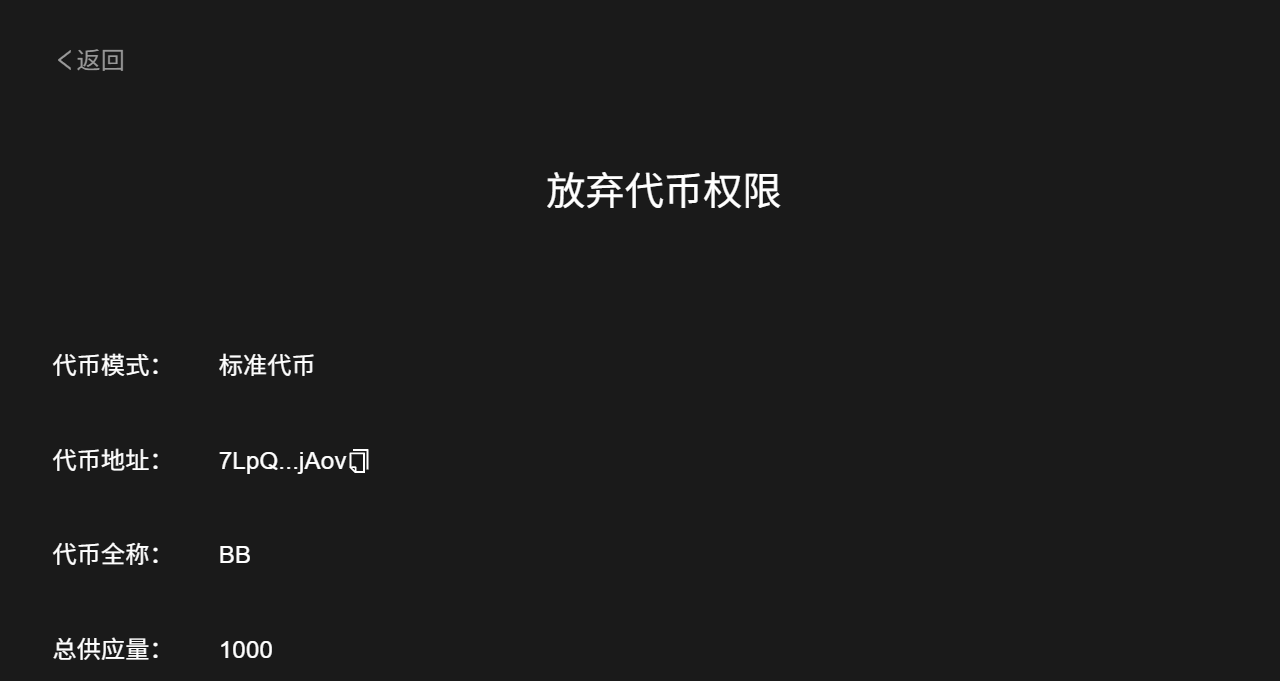 返回
放弃代币权限
代币模式： 标准代币
代币地址： 7LpQ...jAov
代币全称： BB
总供应量： 1000